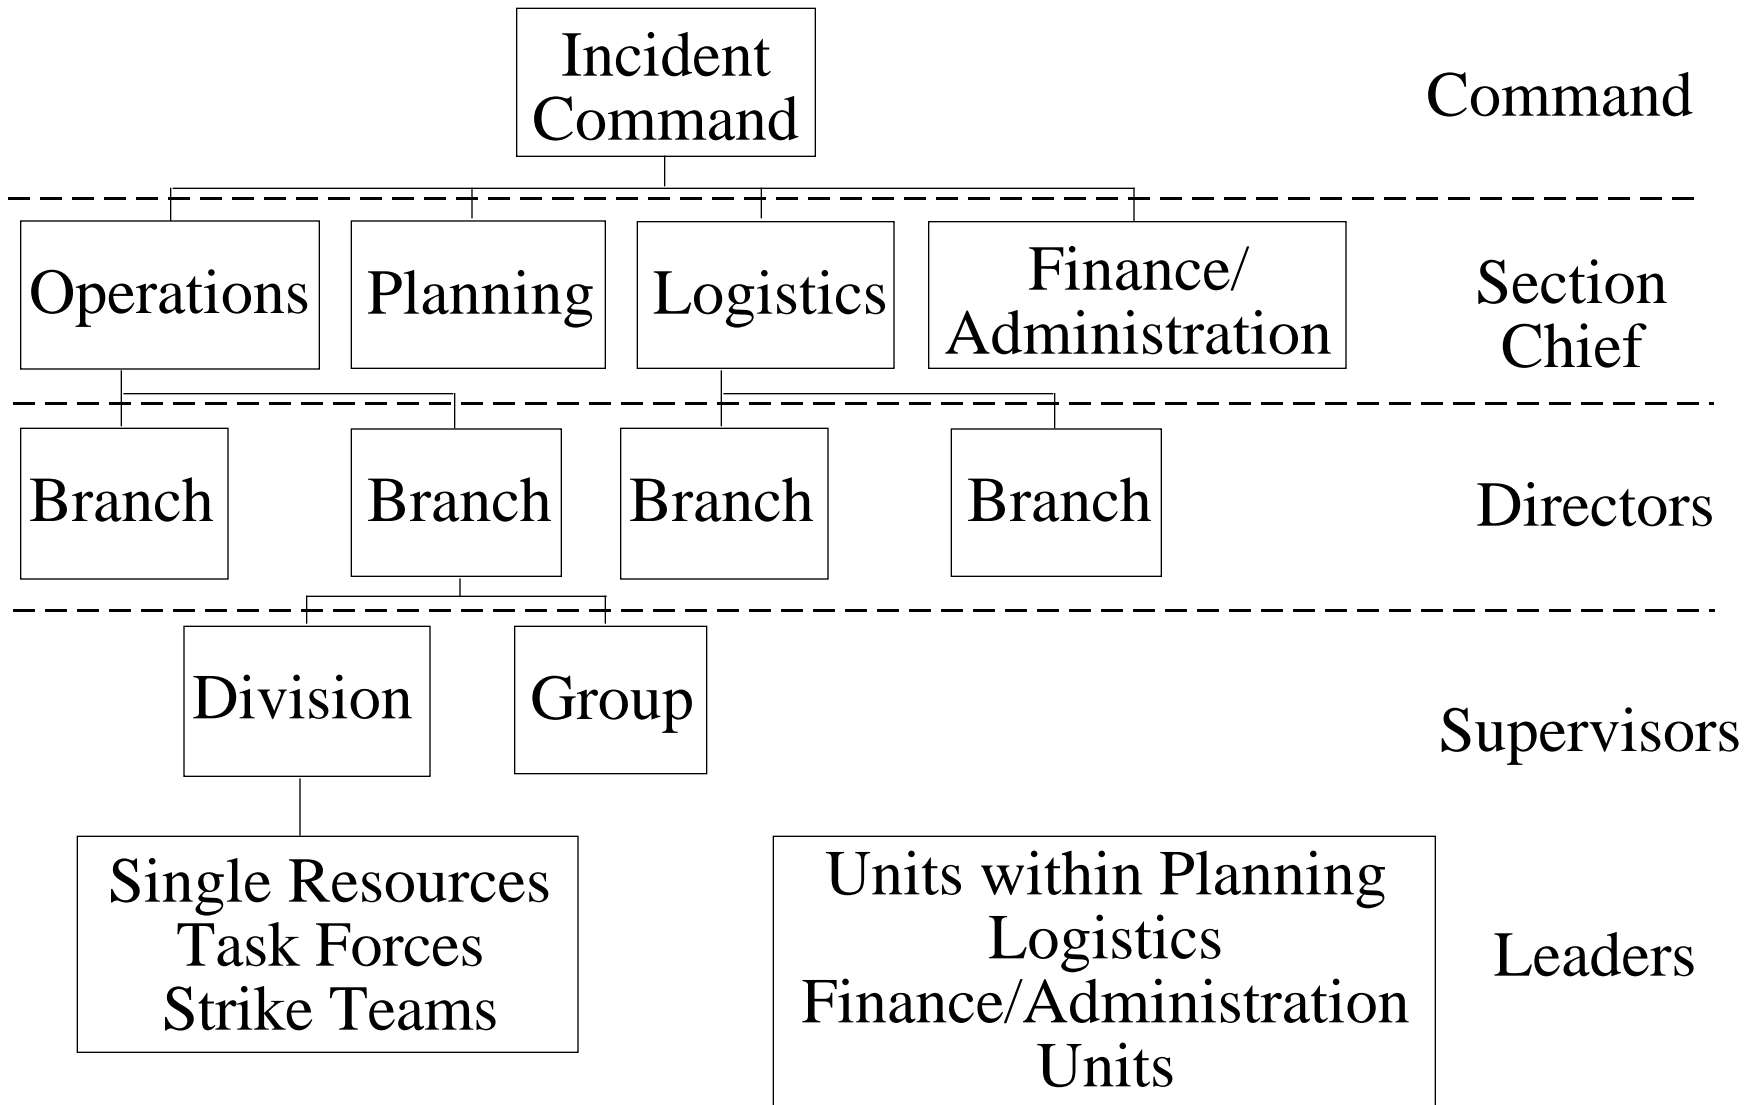 Incident
Command
Command
Operations
Planning
Logistics
Finance/
Administration
Section
Chief
Branch
Branch
Branch
Branch
Directors
Division
Group
Supervisors
Single Resources
Task Forces
Strike Teams
Units within Planning
Logistics
Finance/Administration
Units
Leaders